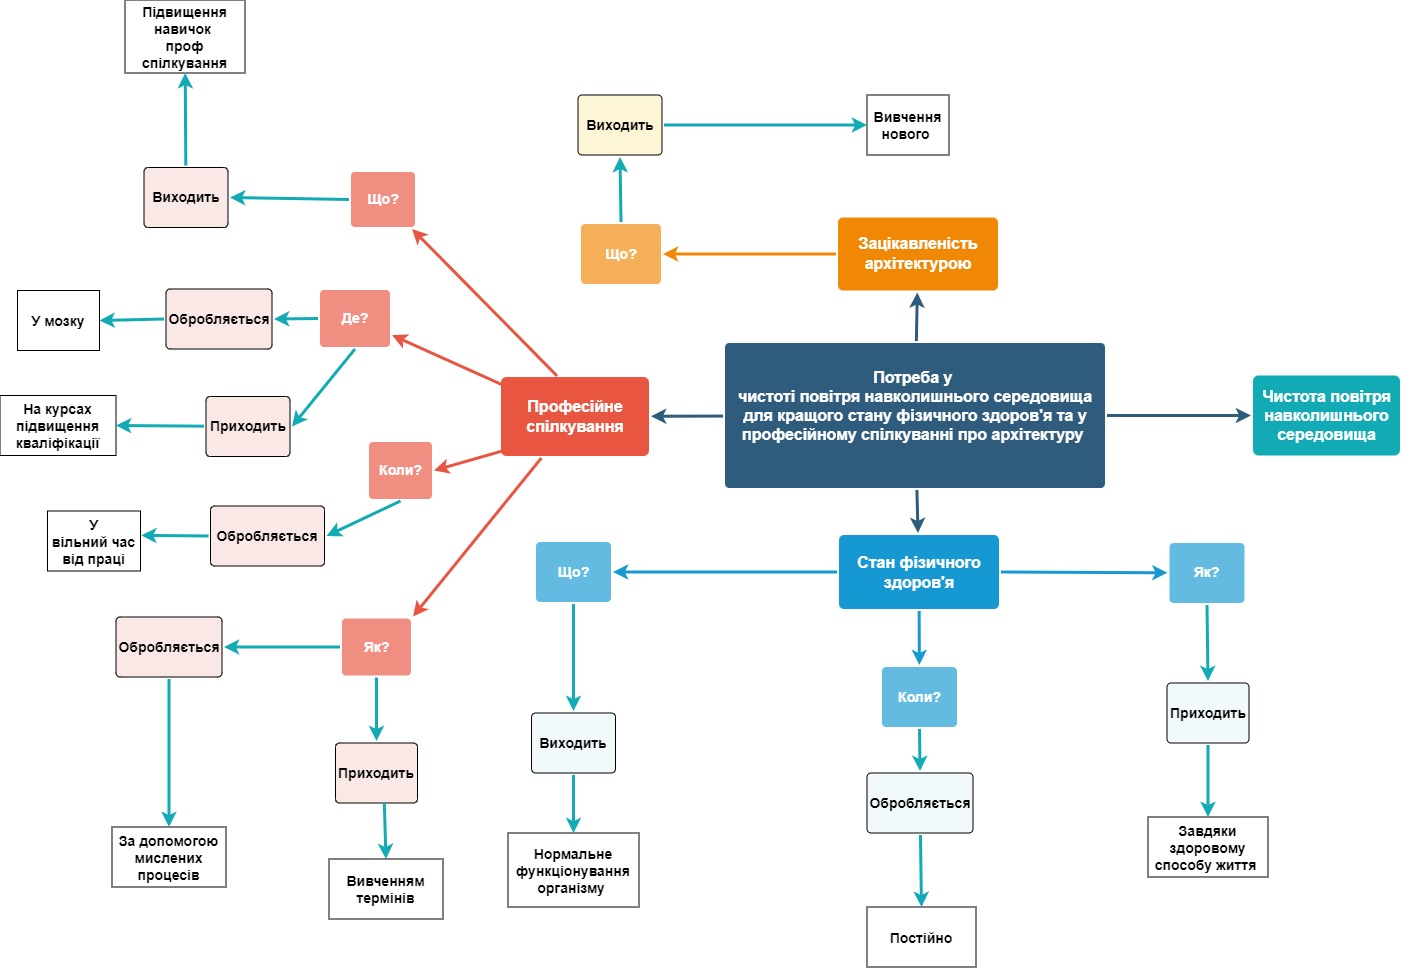 Підвищення
навичок
проф
спілкування
Виходить
Що?
Виходить
Вивчення
нового
Що?
Зацікавленість
архітектурою
У мозку
Обробляється
Де?
На курсах
підвищення
кваліфікації
Приходить
Професійне
спілкування
Потреба у
чистоті повітря навколишнього середовища
для кращого стану фізичного здоров'я та у
професійному спілкуванні про архітектуру
Чистота повітря
навколишнього
середовища
Коли?
У
вільний час
від праці
Обробляється
Що?
Стан фізичного
здоров'я
Як?
Обробляється
Як?
Коли?
Виходить
Приходить
Приходить
Обробляється
За допомогою
мислених
процесів
Вивченням
термінів
Нормальне
функціонування
організму
Завдяки
здоровому
способу життя
Постійно